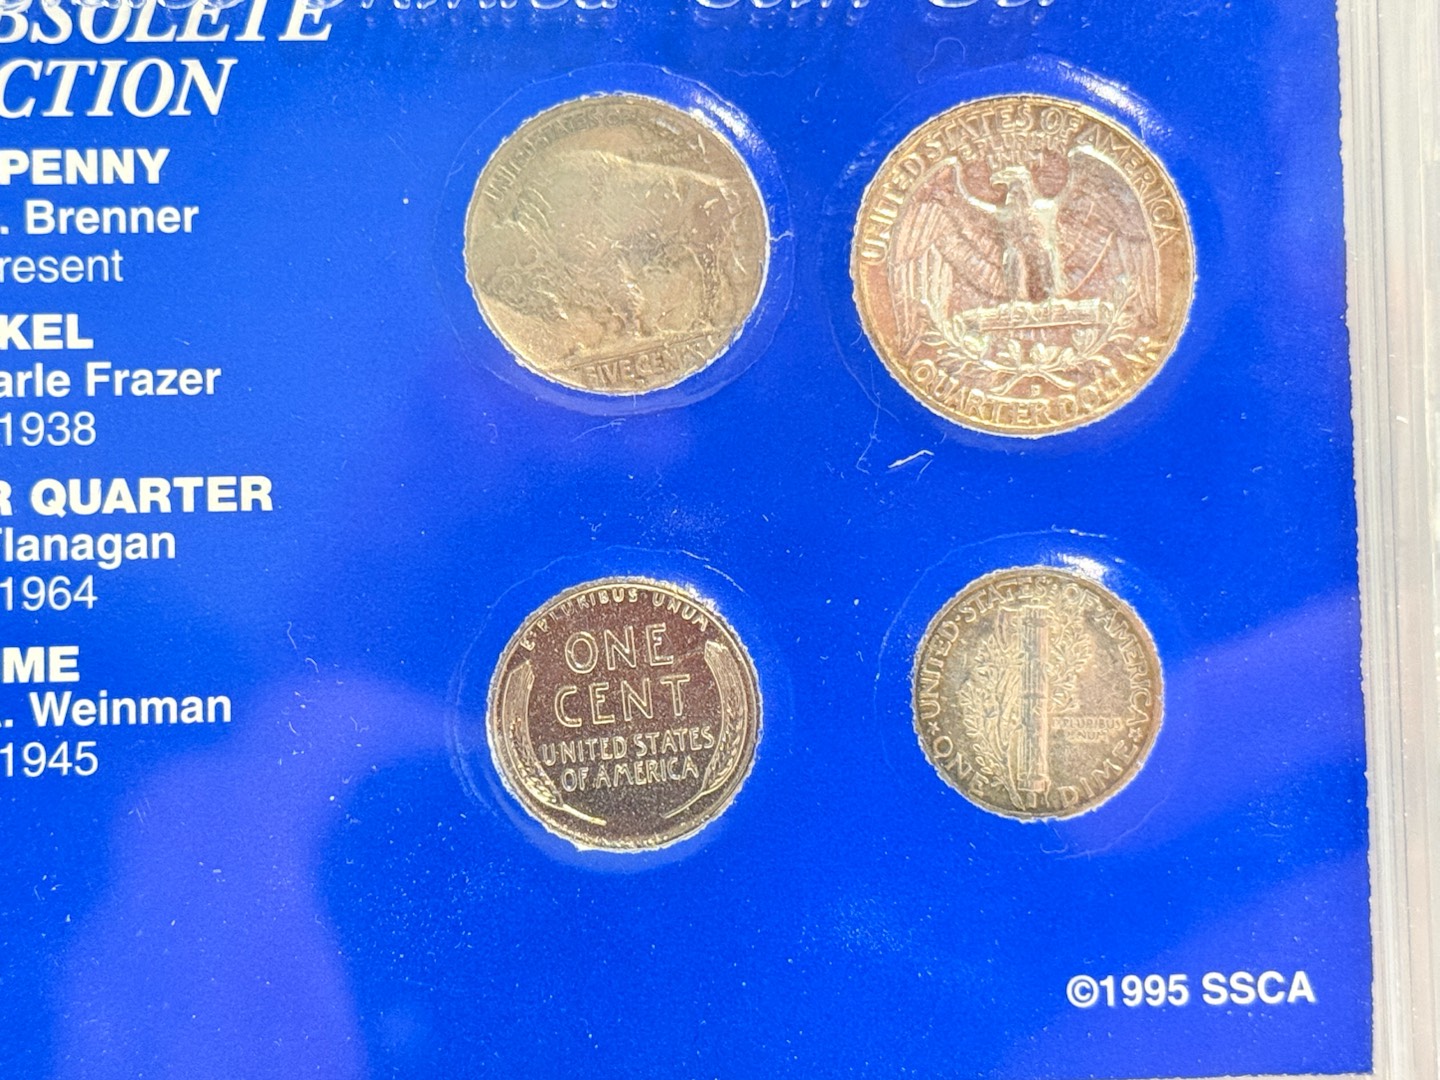 BSOLETE
CTION
PENNY
. Brenner
resent
KEL
arle Frazer
1938
R QUARTER
Flanagan
1964
ME
. Weinman
1945
UNITED STATES OF
FIVE CENTS
UNITED STATES OF AMERICA
E PLURIBUS
UNUM
D
QUARTER DOLLAR
E·PLURIBUS·UNUM
ONE
CENT
UNITED STATES
OF AMERICA
·UNITED·STATES·OF·AMERICA·
E PLURIBUS
UNUM
ONE DIME
©1995 SSCA